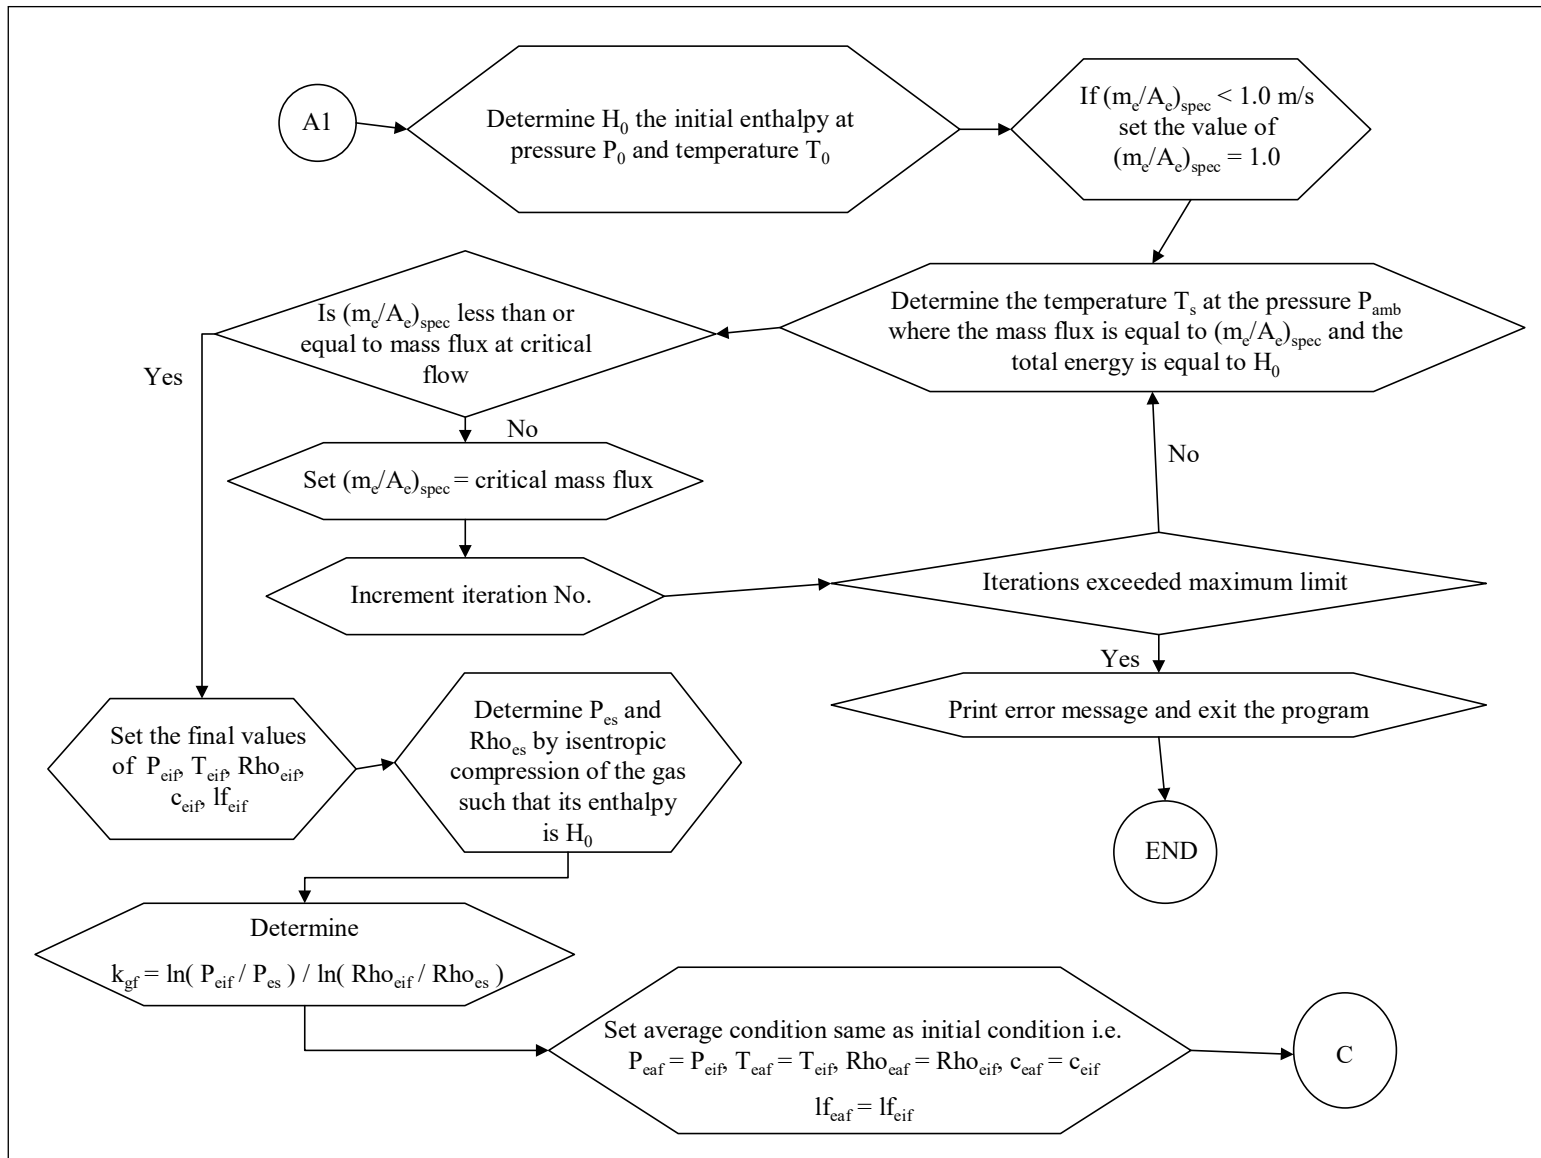 A1
Determine H₀ the initial enthalpy at
pressure P₀ and temperature T₀
If (mₑ/Aₑ)spec < 1.0 m/s
set the value of
(mₑ/Aₑ)spec = 1.0
Determine the temperature Tₛ at the pressure Pamb
where the mass flux is equal to (mₑ/Aₑ)spec and the
total energy is equal to H₀
Is (mₑ/Aₑ)spec less than or
equal to mass flux at critical
flow
Yes
No
Set (mₑ/Aₑ)spec = critical mass flux
Increment iteration No.
Iterations exceeded maximum limit
No
Yes
Print error message and exit the program
END
Set the final values
of Peif, Teif, Rhoeif,
ceif, lfeif
Determine Pes and
Rhoes by isentropic
compression of the gas
such that its enthalpy
is H₀
Determine
kgf = ln( Peif / Pes ) / ln( Rhoeif / Rhoes )
Set average condition same as initial condition i.e.
Peaf = Peif, Teaf = Teif, Rhoeaf = Rhoeif, ceaf = ceif
lfeaf = lfeif
C